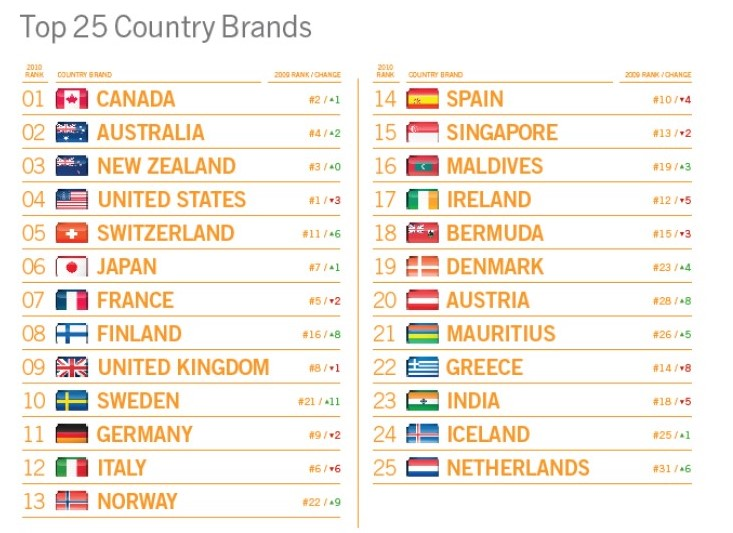 Top 25 Country Brands
2010 RANK COUNTRY BRAND 2009 RANK / CHANGE
01 CANADA #2 / ▲1
02 AUSTRALIA #4 / ▲2
03 NEW ZEALAND #3 / ▲0
04 UNITED STATES #1 / ▼3
05 SWITZERLAND #11 / ▲6
06 JAPAN #7 / ▲1
07 FRANCE #5 / ▼2
08 FINLAND #16 / ▲8
09 UNITED KINGDOM #8 / ▼1
10 SWEDEN #21 / ▲11
11 GERMANY #9 / ▼2
12 ITALY #6 / ▼6
13 NORWAY #22 / ▲9
2010 RANK COUNTRY BRAND 2009 RANK / CHANGE
14 SPAIN #10 / ▼4
15 SINGAPORE #13 / ▼2
16 MALDIVES #19 / ▲3
17 IRELAND #12 / ▼5
18 BERMUDA #15 / ▼3
19 DENMARK #23 / ▲4
20 AUSTRIA #28 / ▲8
21 MAURITIUS #26 / ▲5
22 GREECE #14 / ▼8
23 INDIA #18 / ▼5
24 ICELAND #25 / ▲1
25 NETHERLANDS #31 / ▲6